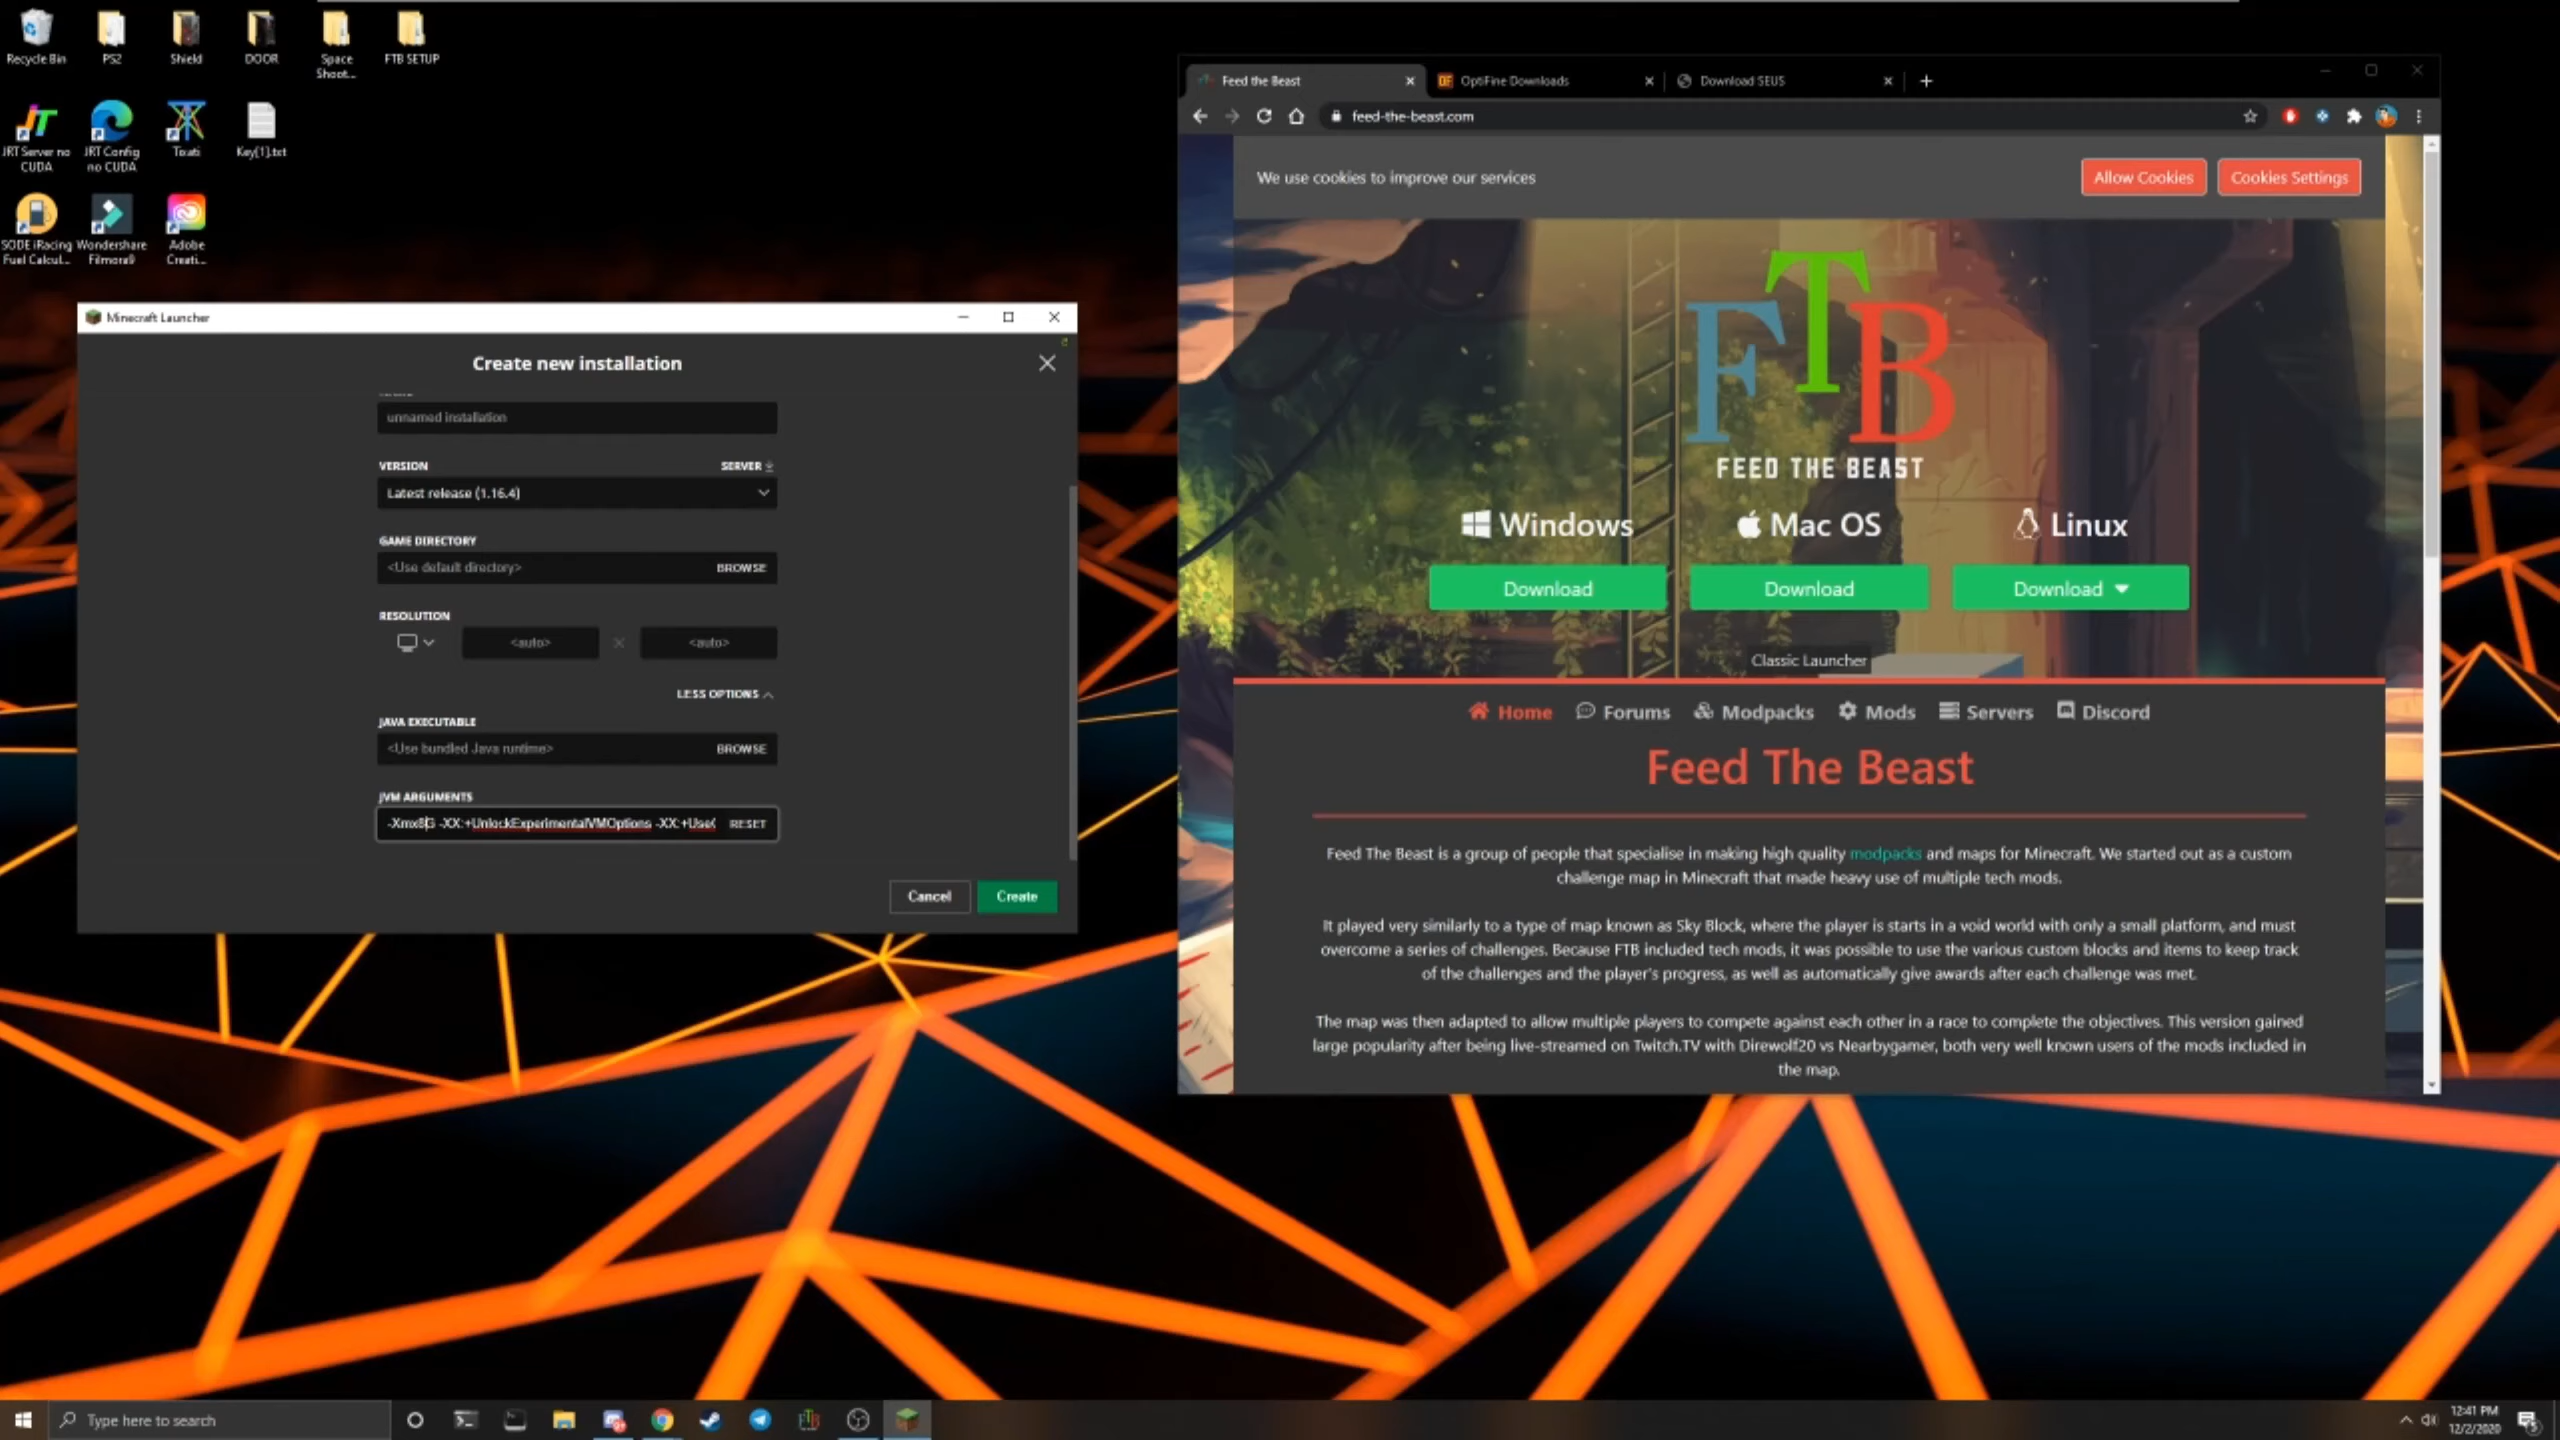 Recycle Bin
PS2
Shield
DOOR
Space
Shoot...
FTB SETUP
JRT Server no
CUDA
JRT Config
no CUDA
Tixati
Key[1].txt
SODE iRacing
Fuel Calcul...
Wondershare
Filmora9
Adobe
Creati...
Minecraft Launcher
Create new installation
unnamed installation
VERSION
SERVER
Latest release (1.16.4)
GAME DIRECTORY
<Use default directory>
BROWSE
RESOLUTION
<auto>
<auto>
LESS OPTIONS
JAVA EXECUTABLE
<Use bundled Java runtime>
BROWSE
JVM ARGUMENTS
-Xmx8G -XX:+UnlockExperimentalVMOptions -XX:+Use
RESET
Cancel
Create
Feed the Beast
OF
OptiFine Downloads
Download SEUS
feed-the-beast.com
We use cookies to improve our services
Allow Cookies
Cookies Settings
FTB
FEED THE BEAST
Windows
Mac OS
Linux
Download
Download
Download
Classic Launcher
Home
Forums
Modpacks
Mods
Servers
Discord
Feed The Beast
Feed The Beast is a group of people that specialise in making high quality modpacks and maps for Minecraft. We started out as a custom
challenge map in Minecraft that made heavy use of multiple tech mods.
It played very similarly to a type of map known as Sky Block, where the player is starts in a void world with only a small platform, and must
overcome a series of challenges. Because FTB included tech mods, it was possible to use the various custom blocks and items to keep track
of the challenges and the player's progress, as well as automatically give awards after each challenge was met.
The map was then adapted to allow multiple players to compete against each other in a race to complete the objectives. This version gained
large popularity after being live-streamed on Twitch.TV with Direwolf20 vs Nearbygamer, both very well known users of the mods included in
the map.
Type here to search
FTB
12:41 PM
12/2/2020